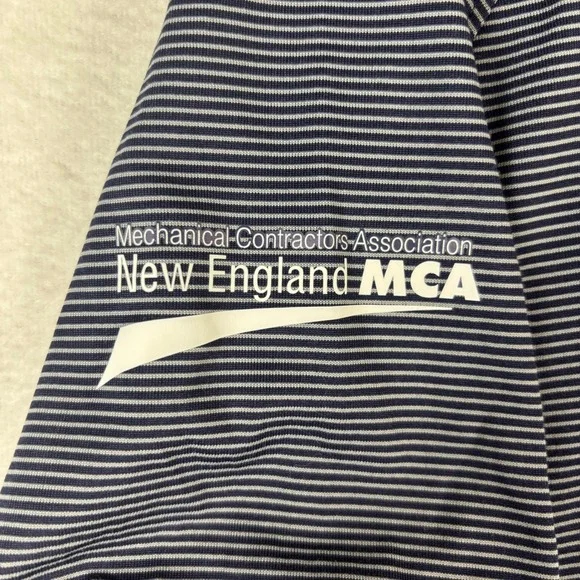 Mechanical Contractors Association
New England MCA